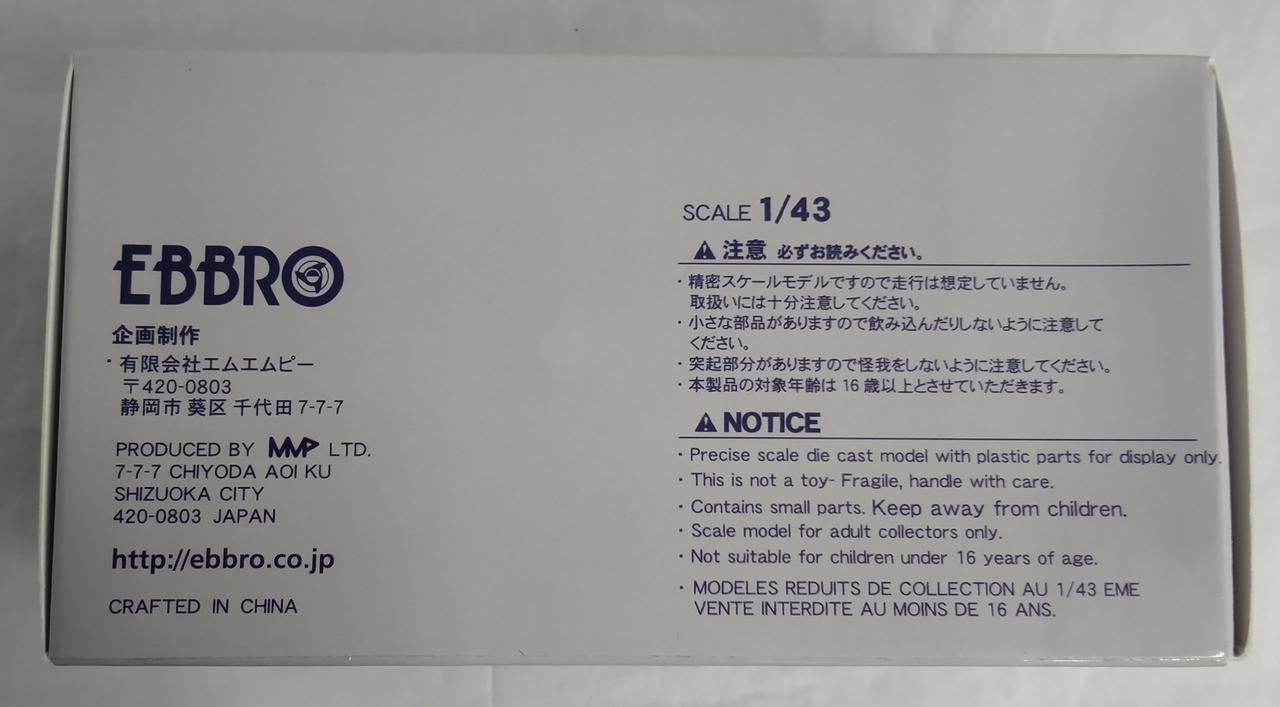 EBBRO
企画制作
・有限会社エムエムピー
〒420-0803
静岡市 葵区 千代田 7-7-7
PRODUCED BY MMP LTD.
7-7-7 CHIYODA AOI KU
SHIZUOKA CITY
420-0803 JAPAN
http://ebbro.co.jp
CRAFTED IN CHINA
SCALE 1/43
注意 必ずお読みください。
・精密スケールモデルですので走行は想定していません。
取扱いには十分注意してください。
・小さな部品がありますので飲み込んだりしないように注意して
ください。
・突起部分がありますので怪我をしないように注意してください。
・本製品の対象年齢は 16 歳以上とさせていただきます。
NOTICE
・Precise scale die cast model with plastic parts for display only.
・This is not a toy- Fragile, handle with care.
・Contains small parts. Keep away from children.
・Scale model for adult collectors only.
・Not suitable for children under 16 years of age.
・MODELES REDUITS DE COLLECTION AU 1/43 EME
VENTE INTERDITE AU MOINS DE 16 ANS.